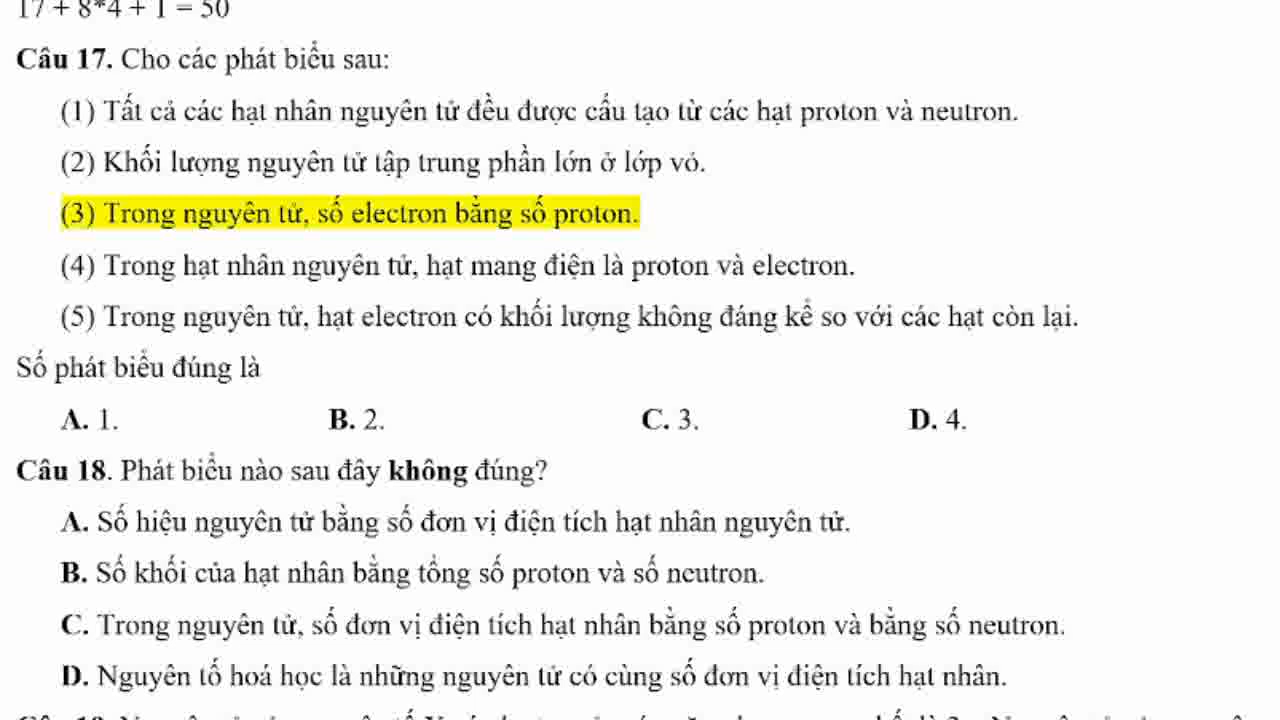 17 + 8*4 + 1 = 50
Câu 17. Cho các phát biểu sau:
(1) Tất cả các hạt nhân nguyên tử đều được cấu tạo từ các hạt proton và neutron.
(2) Khối lượng nguyên tử tập trung phần lớn ở lớp vỏ.
(3) Trong nguyên tử, số electron bằng số proton.
(4) Trong hạt nhân nguyên tử, hạt mang điện là proton và electron.
(5) Trong nguyên tử, hạt electron có khối lượng không đáng kể so với các hạt còn lại.
Số phát biểu đúng là
A. 1. B. 2. C. 3. D. 4.
Câu 18. Phát biểu nào sau đây không đúng?
A. Số hiệu nguyên tử bằng số đơn vị điện tích hạt nhân nguyên tử.
B. Số khối của hạt nhân bằng tổng số proton và số neutron.
C. Trong nguyên tử, số đơn vị điện tích hạt nhân bằng số proton và bằng số neutron.
D. Nguyên tố hoá học là những nguyên tử có cùng số đơn vị điện tích hạt nhân.